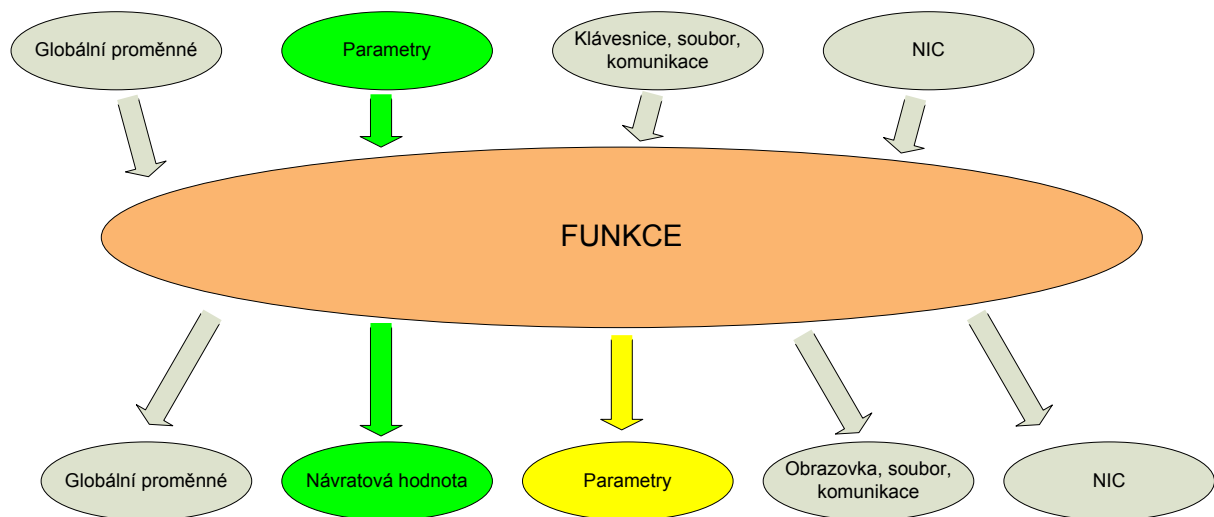 Globální proměnné
Parametry
Klávesnice, soubor,
komunikace
NIC
FUNKCE
Globální proměnné
Návratová hodnota
Parametry
Obrazovka, soubor,
komunikace
NIC